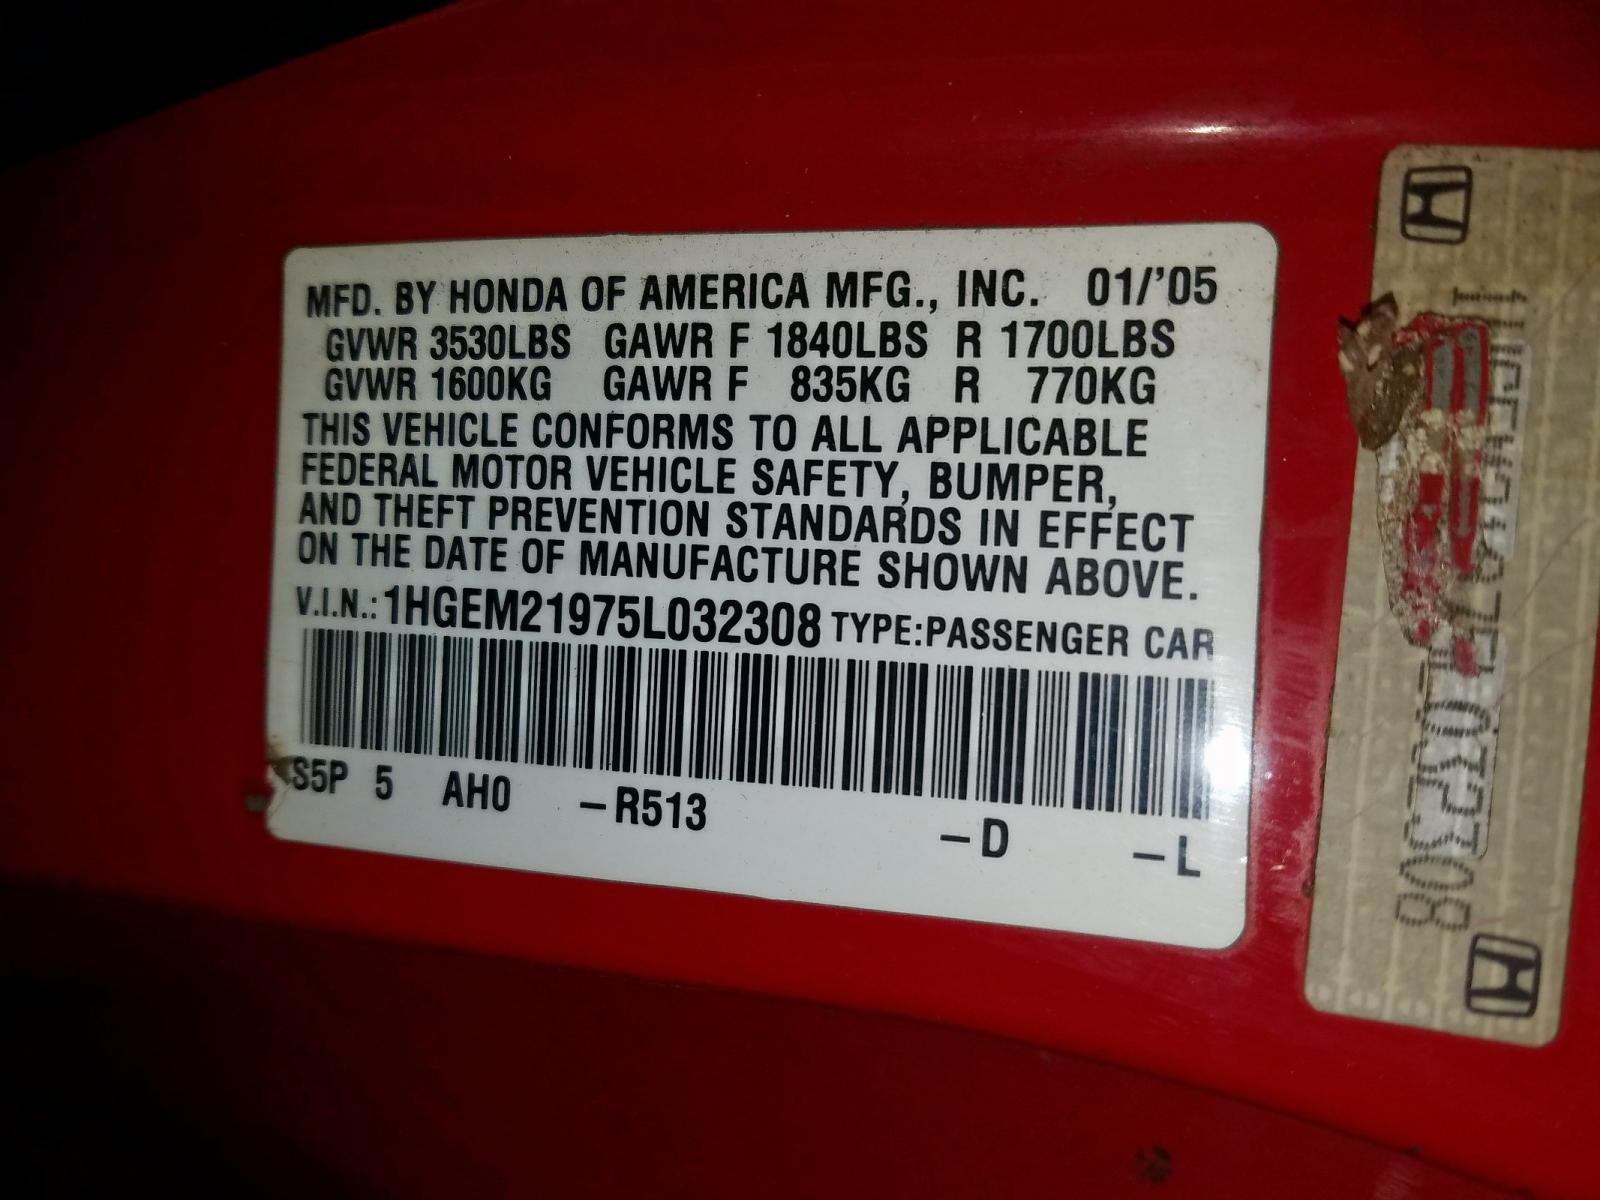 MFD. BY HONDA OF AMERICA MFG., INC. 01/'05
GVWR 3530LBS GAWR F 1840LBS R 1700LBS
GVWR 1600KG GAWR F 835KG R 770KG
THIS VEHICLE CONFORMS TO ALL APPLICABLE
FEDERAL MOTOR VEHICLE SAFETY, BUMPER,
AND THEFT PREVENTION STANDARDS IN EFFECT
ON THE DATE OF MANUFACTURE SHOWN ABOVE.
V.I.N.: 1HGEM21975L032308 TYPE:PASSENGER CAR
S5P 5 AH0 –R513 –D –L